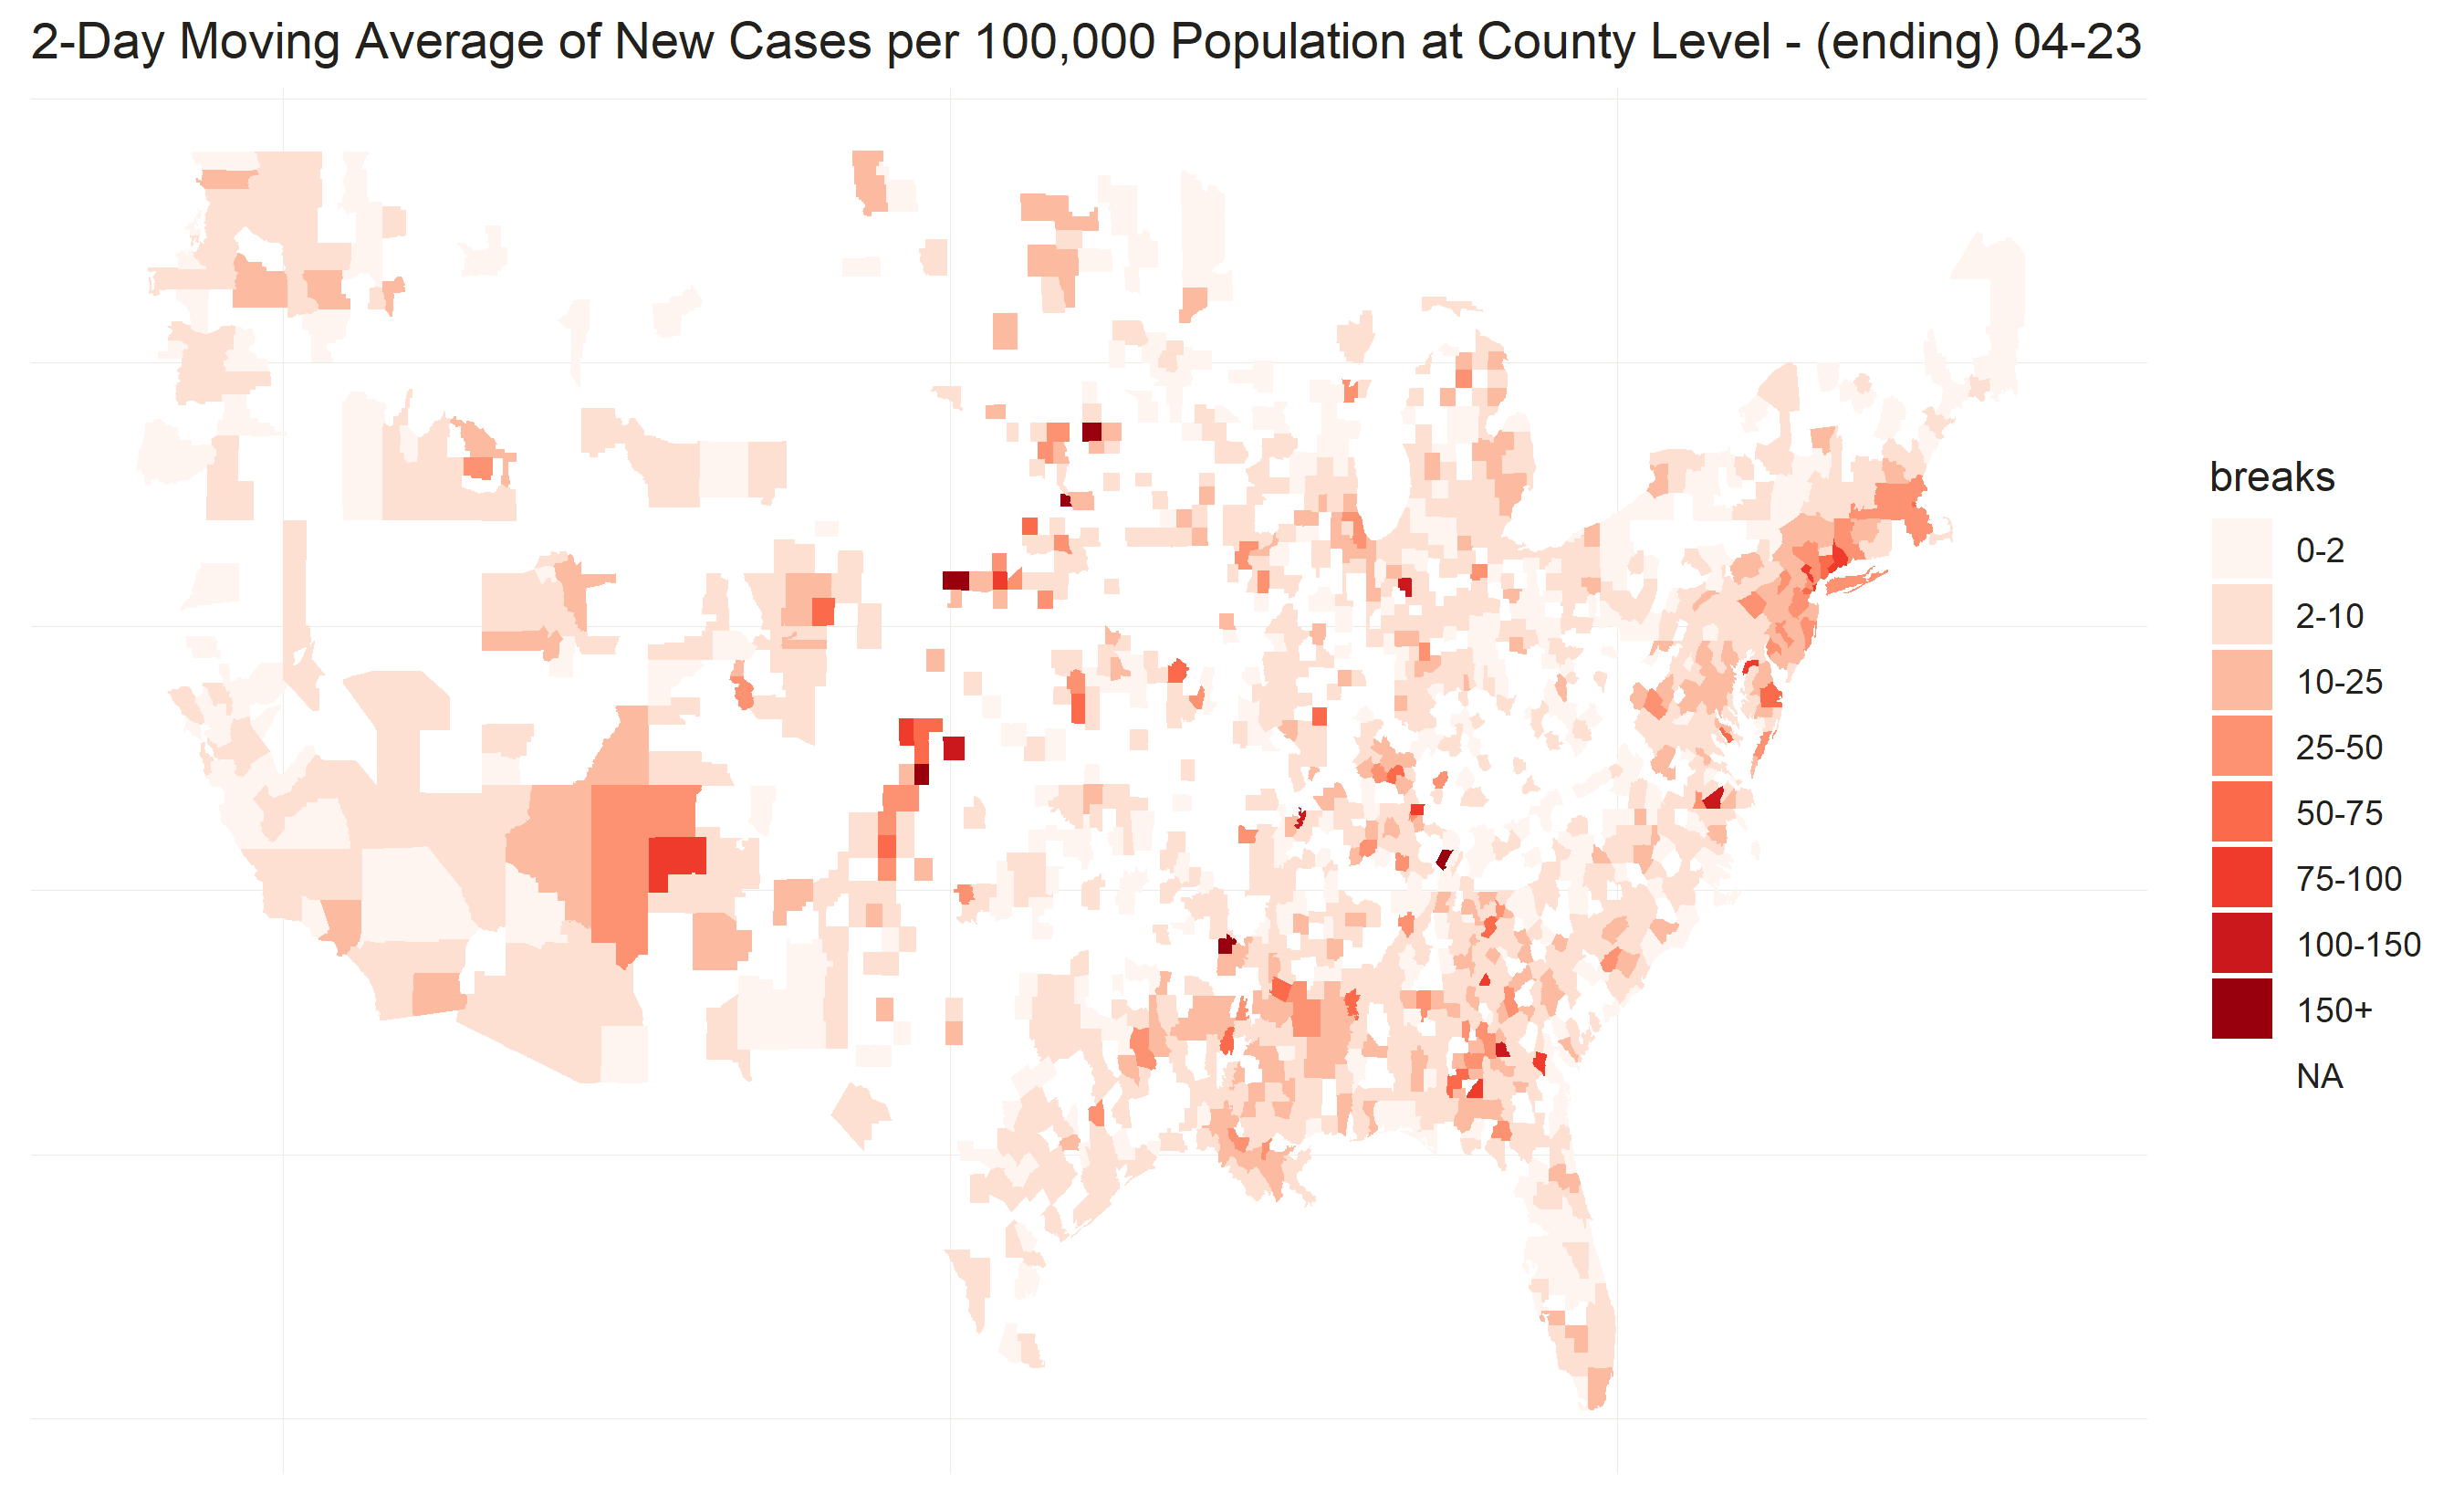 2-Day Moving Average of New Cases per 100,000 Population at County Level - (ending) 04-23
breaks
0-2
2-10
10-25
25-50
50-75
75-100
100-150
150+
NA